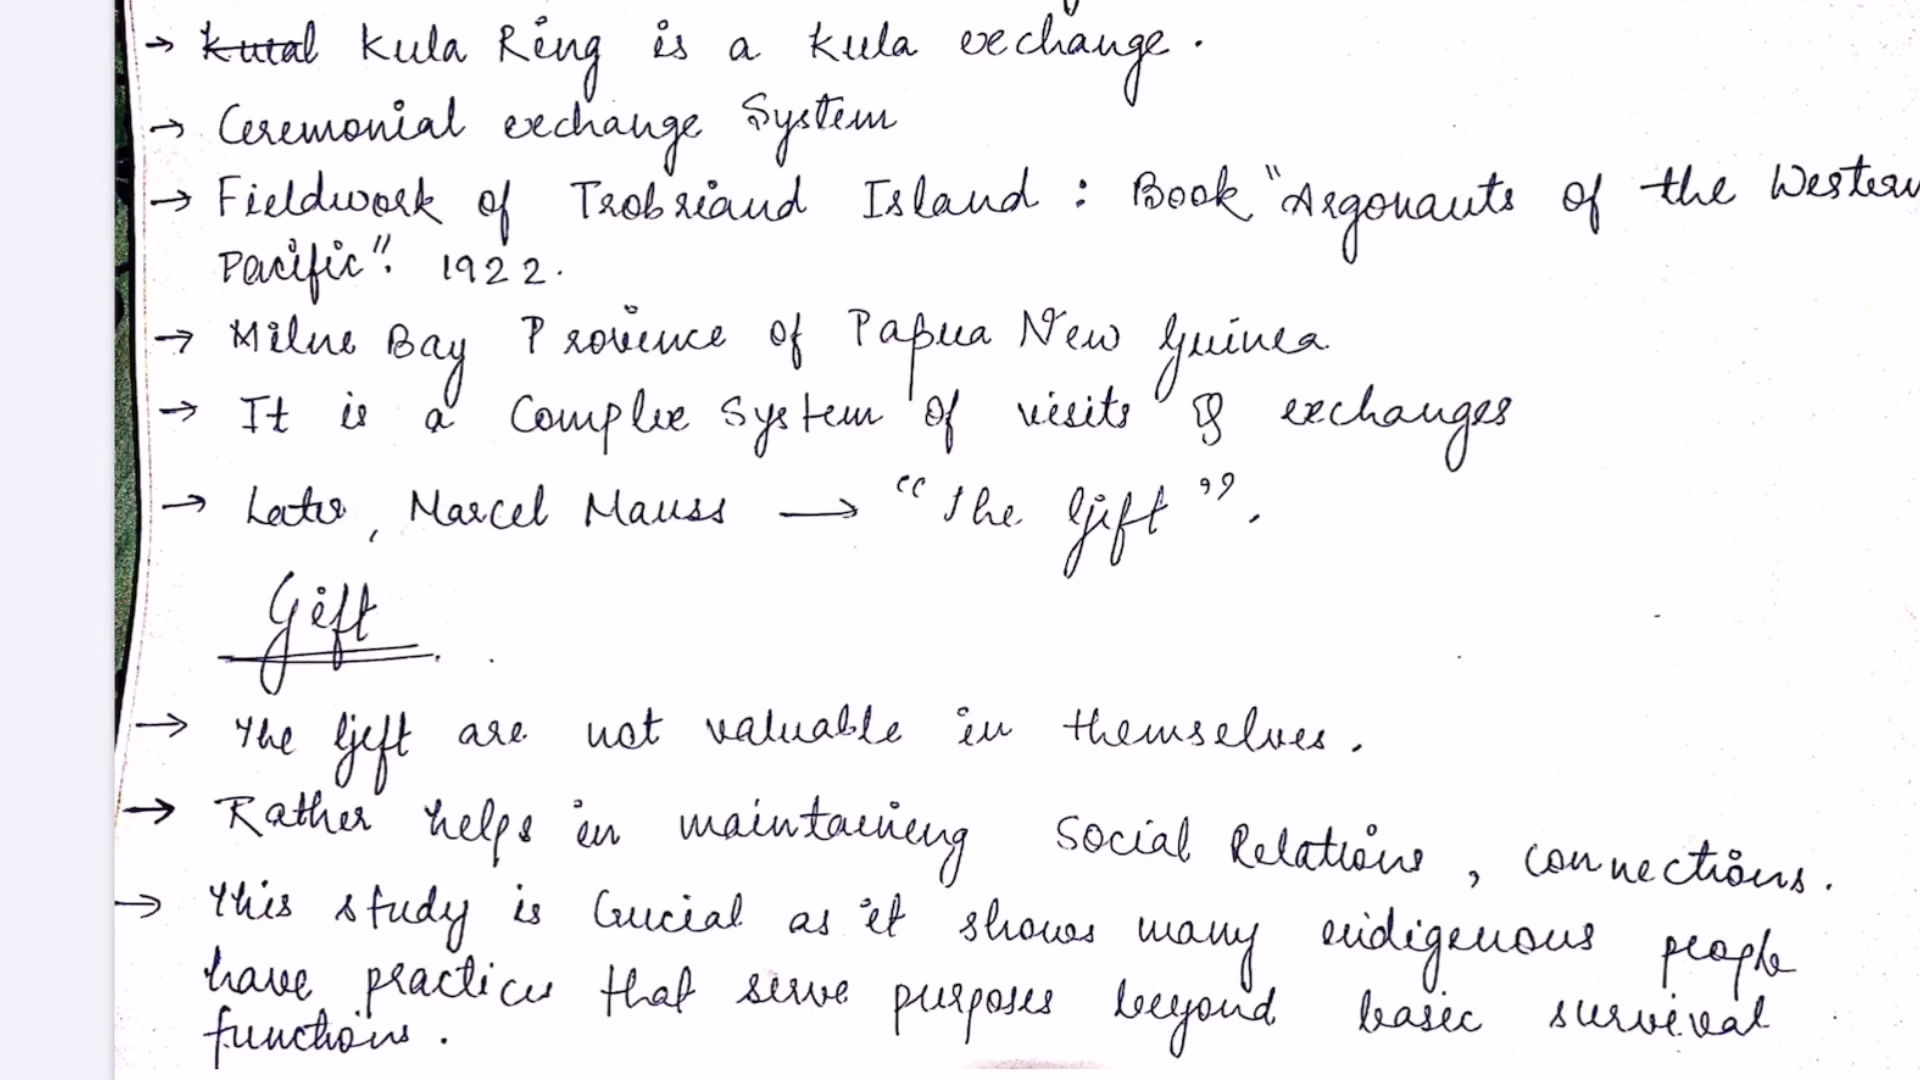 → Kutal Kula Ring is a Kula exchange.
→ Ceremonial exchange System
→ Fieldwork of Trobriand Island : Book "Argonauts of the Western
Pacific". 1922.
→ Milne Bay Province of Papua New Guinea
→ It is a Complex System of visits & exchanges
→ Later, Marcel Mauss → "The Gift".
Gift
→ The Gift are not valuable in themselves.
→ Rather helps in maintaining Social Relations, connections.
→ This study is Crucial as it shows many indigenous people
have practices that serve purposes beyond basic survival
functions.